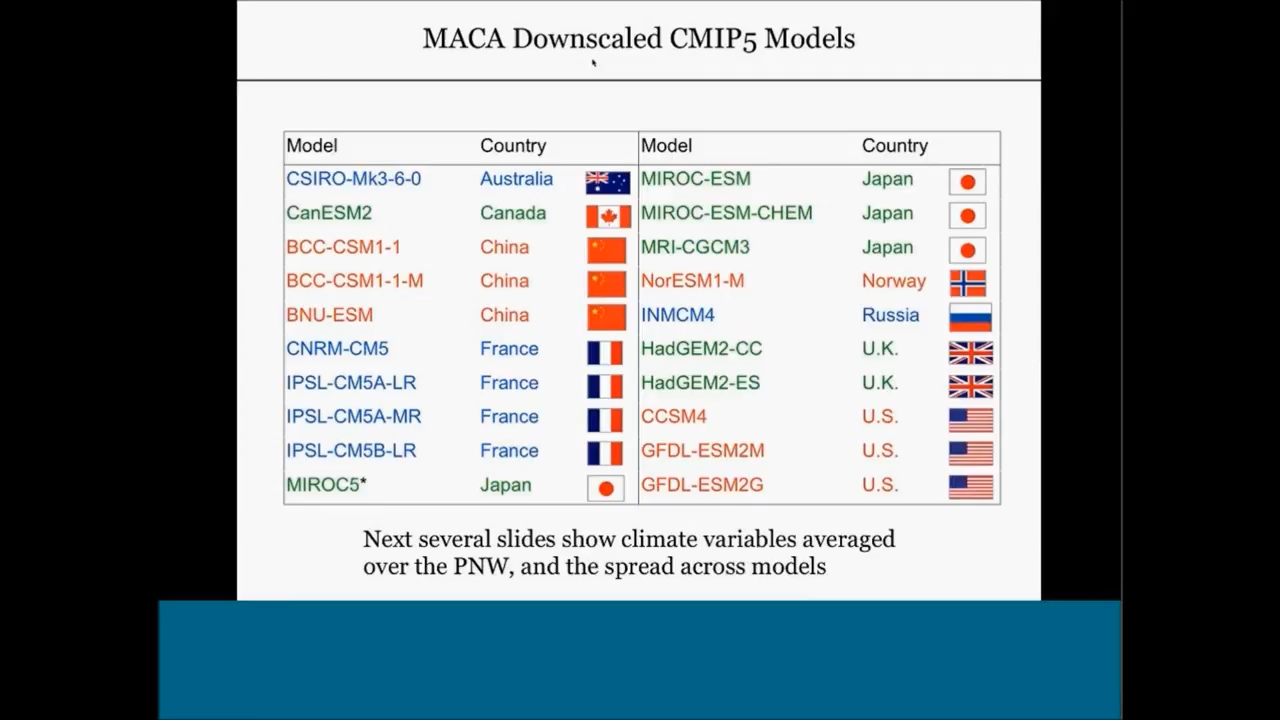 MACA Downscaled CMIP5 Models
Model Country Model Country
CSIRO-Mk3-6-0 Australia MIROC-ESM Japan
CanESM2 Canada MIROC-ESM-CHEM Japan
BCC-CSM1-1 China MRI-CGCM3 Japan
BCC-CSM1-1-M China NorESM1-M Norway
BNU-ESM China INMCM4 Russia
CNRM-CM5 France HadGEM2-CC U.K.
IPSL-CM5A-LR France HadGEM2-ES U.K.
IPSL-CM5A-MR France CCSM4 U.S.
IPSL-CM5B-LR France GFDL-ESM2M U.S.
MIROC5* Japan GFDL-ESM2G U.S.
Next several slides show climate variables averaged
over the PNW, and the spread across models